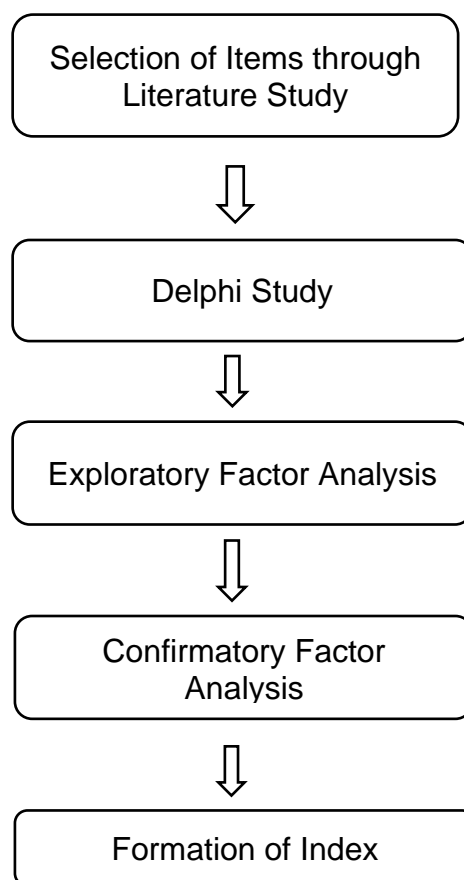 Selection of Items through
Literature Study
Delphi Study
Exploratory Factor Analysis
Confirmatory Factor
Analysis
Formation of Index